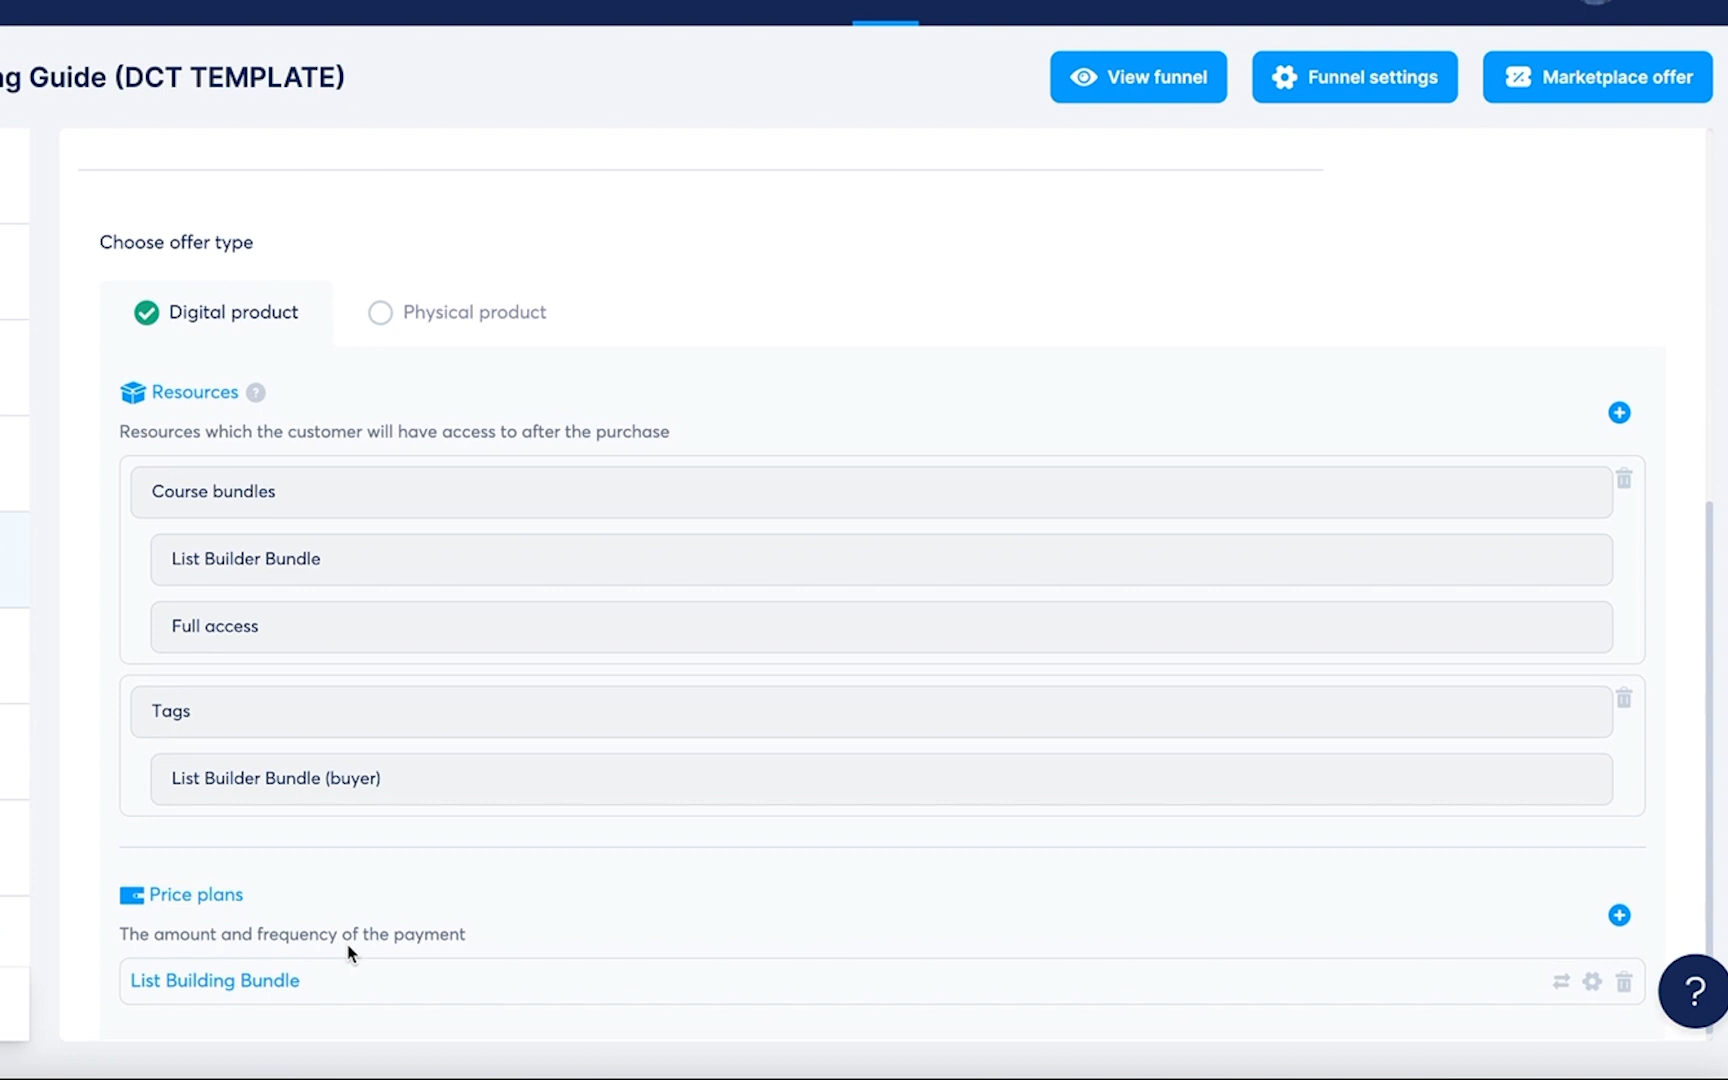 ng Guide (DCT TEMPLATE)
View funnel
Funnel settings
Marketplace offer
Choose offer type
Digital product
Physical product
Resources ?
Resources which the customer will have access to after the purchase
Course bundles
List Builder Bundle
Full access
Tags
List Builder Bundle (buyer)
Price plans
The amount and frequency of the payment
List Building Bundle
?